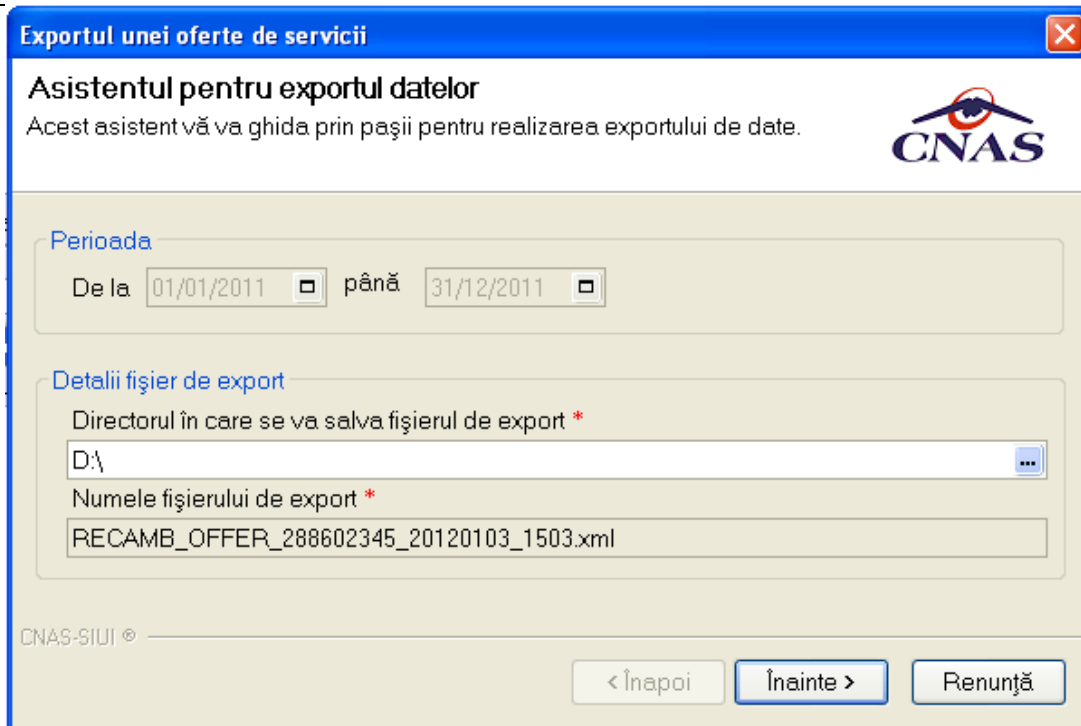 Exportul unei oferte de servicii
Asistentul pentru exportul datelor
Acest asistent vă va ghida prin paşii pentru realizarea exportului de date.
CNAS
Perioada
De la 01/01/2011 până 31/12/2011
Detalii fişier de export
Directorul în care se va salva fişierul de export *
D:\
...
Numele fişierului de export *
RECAMB_OFFER_288602345_20120103_1503.xml
CNAS-SIUI ®
< Înapoi Înainte > Renunţă